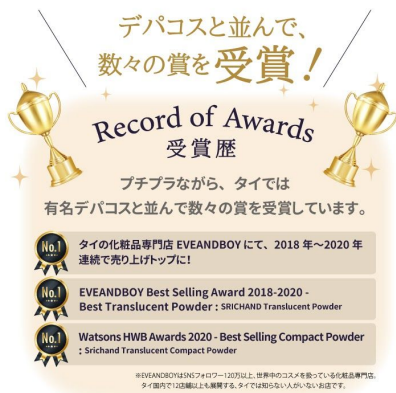 デパコスと並んで、
数々の賞を受賞！
Record of Awards
受賞歴
プチプラながら、タイでは
有名デパコスと並んで数々の賞を受賞しています。
No.1
タイの化粧品専門店 EVEANDBOY にて、2018 年～2020 年
連続で売り上げトップに！
No.1
EVEANDBOY Best Selling Award 2018-2020 -
Best Translucent Powder : SRICHAND Translucent Powder
No.1
Watsons HWB Awards 2020 - Best Selling Compact Powder
: Srichand Translucent Compact Powder
※EVEANDBOYはSNSフォロワー120万以上、世界中のコスメを扱っている化粧品専門店。
タイ国内で12店舗以上も展開する、タイでは知らない人がいないお店です。